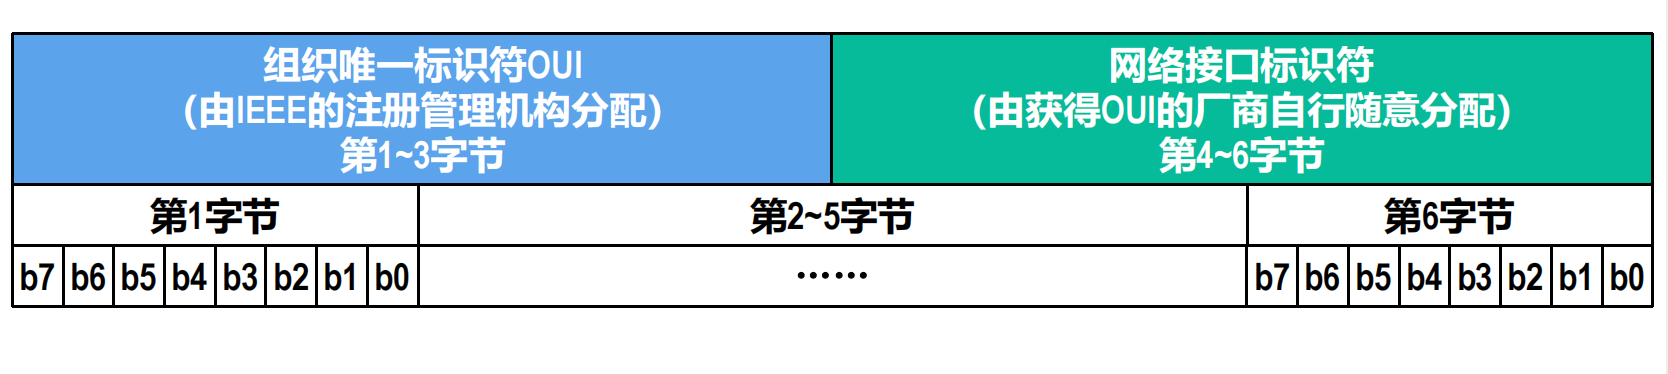 组织唯一标识符OUI
(由IEEE的注册管理机构分配)
第1~3字节
网络接口标识符
(由获得OUI的厂商自行随意分配)
第4~6字节
第1字节 第2~5字节 第6字节
b7 b6 b5 b4 b3 b2 b1 b0 …… b7 b6 b5 b4 b3 b2 b1 b0